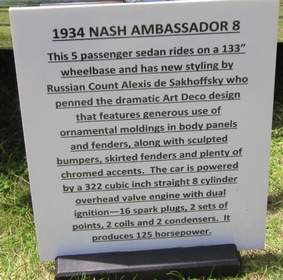 1934 NASH AMBASSADOR 8
This 5 passenger sedan rides on a 133"
wheelbase and has new styling by
Russian Count Alexis de Sakhoffsky who
penned the dramatic Art Deco design
that features generous use of
ornamental moldings in body panels
and fenders, along with sculpted
bumpers, skirted fenders and plenty of
chromed accents. The car is powered
by a 322 cubic inch straight 8 cylinder
overhead valve engine with dual
ignition—16 spark plugs, 2 sets of
points, 2 coils and 2 condensers. It
produces 125 horsepower.